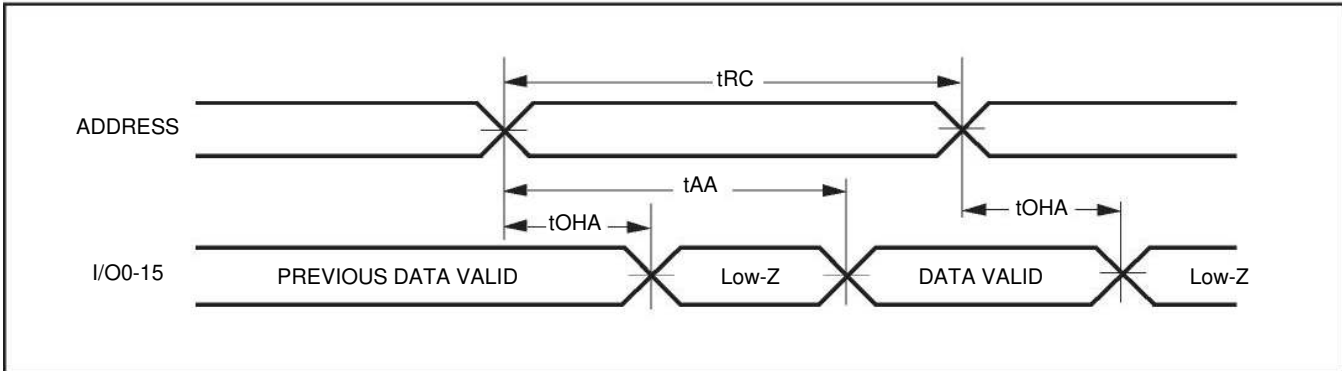 tRC
ADDRESS
tAA
tOHA
tOHA
I/O0-15
PREVIOUS DATA VALID
Low-Z
DATA VALID
Low-Z